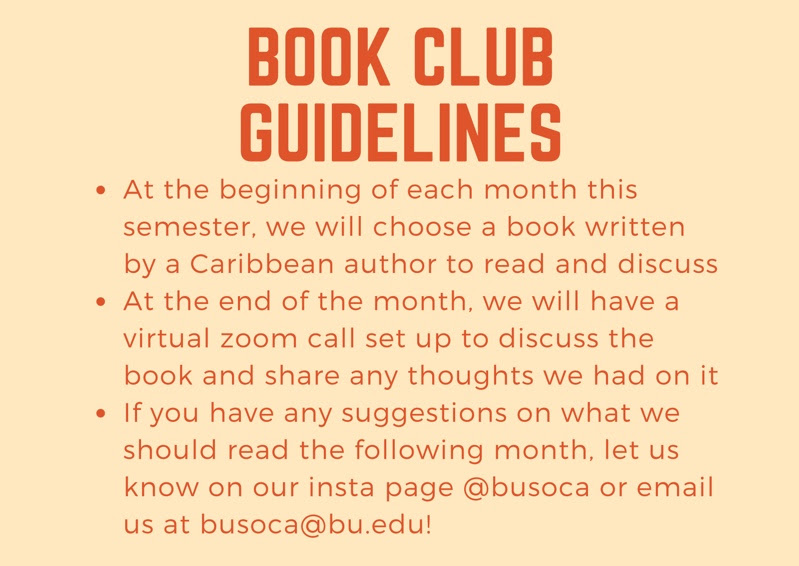 BOOK CLUB
GUIDELINES
• At the beginning of each month this
semester, we will choose a book written
by a Caribbean author to read and discuss
• At the end of the month, we will have a
virtual zoom call set up to discuss the
book and share any thoughts we had on it
• If you have any suggestions on what we
should read the following month, let us
know on our insta page @busoca or email
us at busoca@bu.edu!